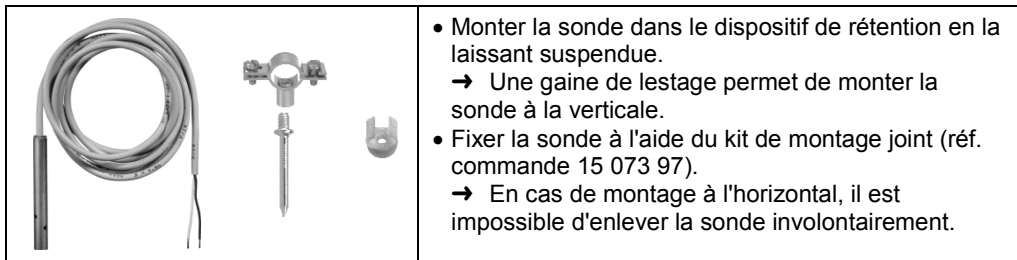 • Monter la sonde dans le dispositif de rétention en la
laissant suspendue.
➔ Une gaine de lestage permet de monter la
sonde à la verticale.
• Fixer la sonde à l'aide du kit de montage joint (réf.
commande 15 073 97).
➔ En cas de montage à l'horizontal, il est
impossible d'enlever la sonde involontairement.